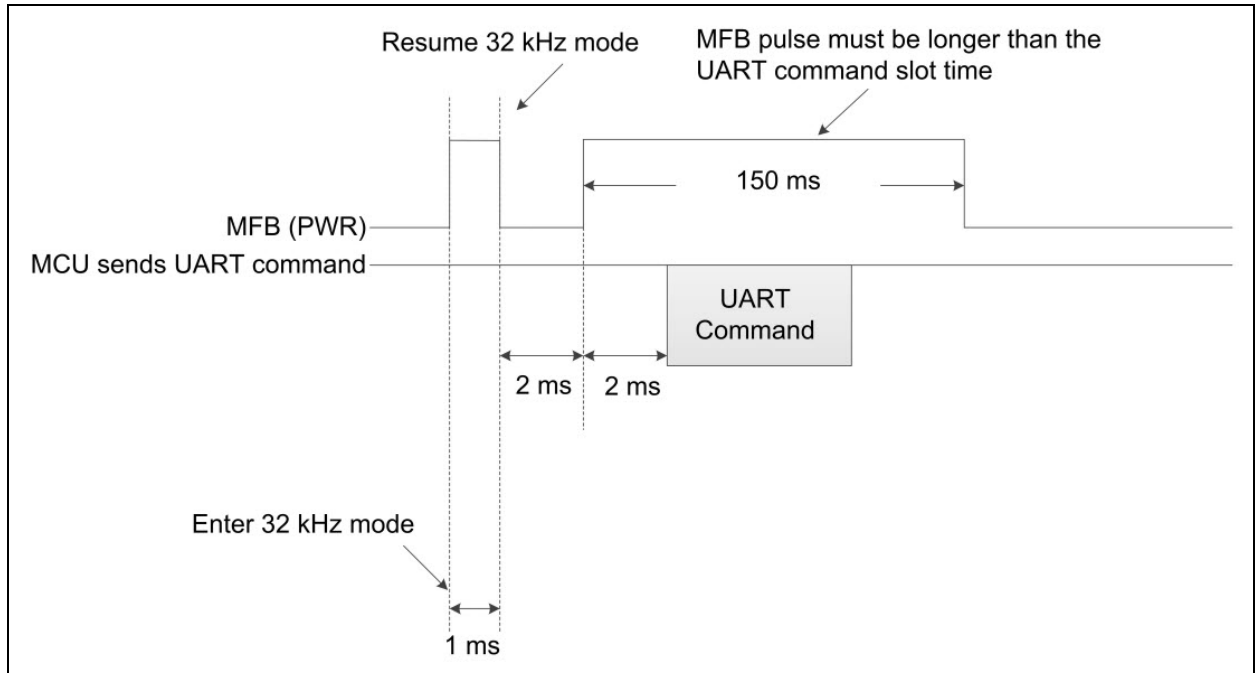 Resume 32 kHz mode
MFB pulse must be longer than the
UART command slot time
150 ms
MFB (PWR)
MCU sends UART command
UART
Command
2 ms
2 ms
Enter 32 kHz mode
1 ms